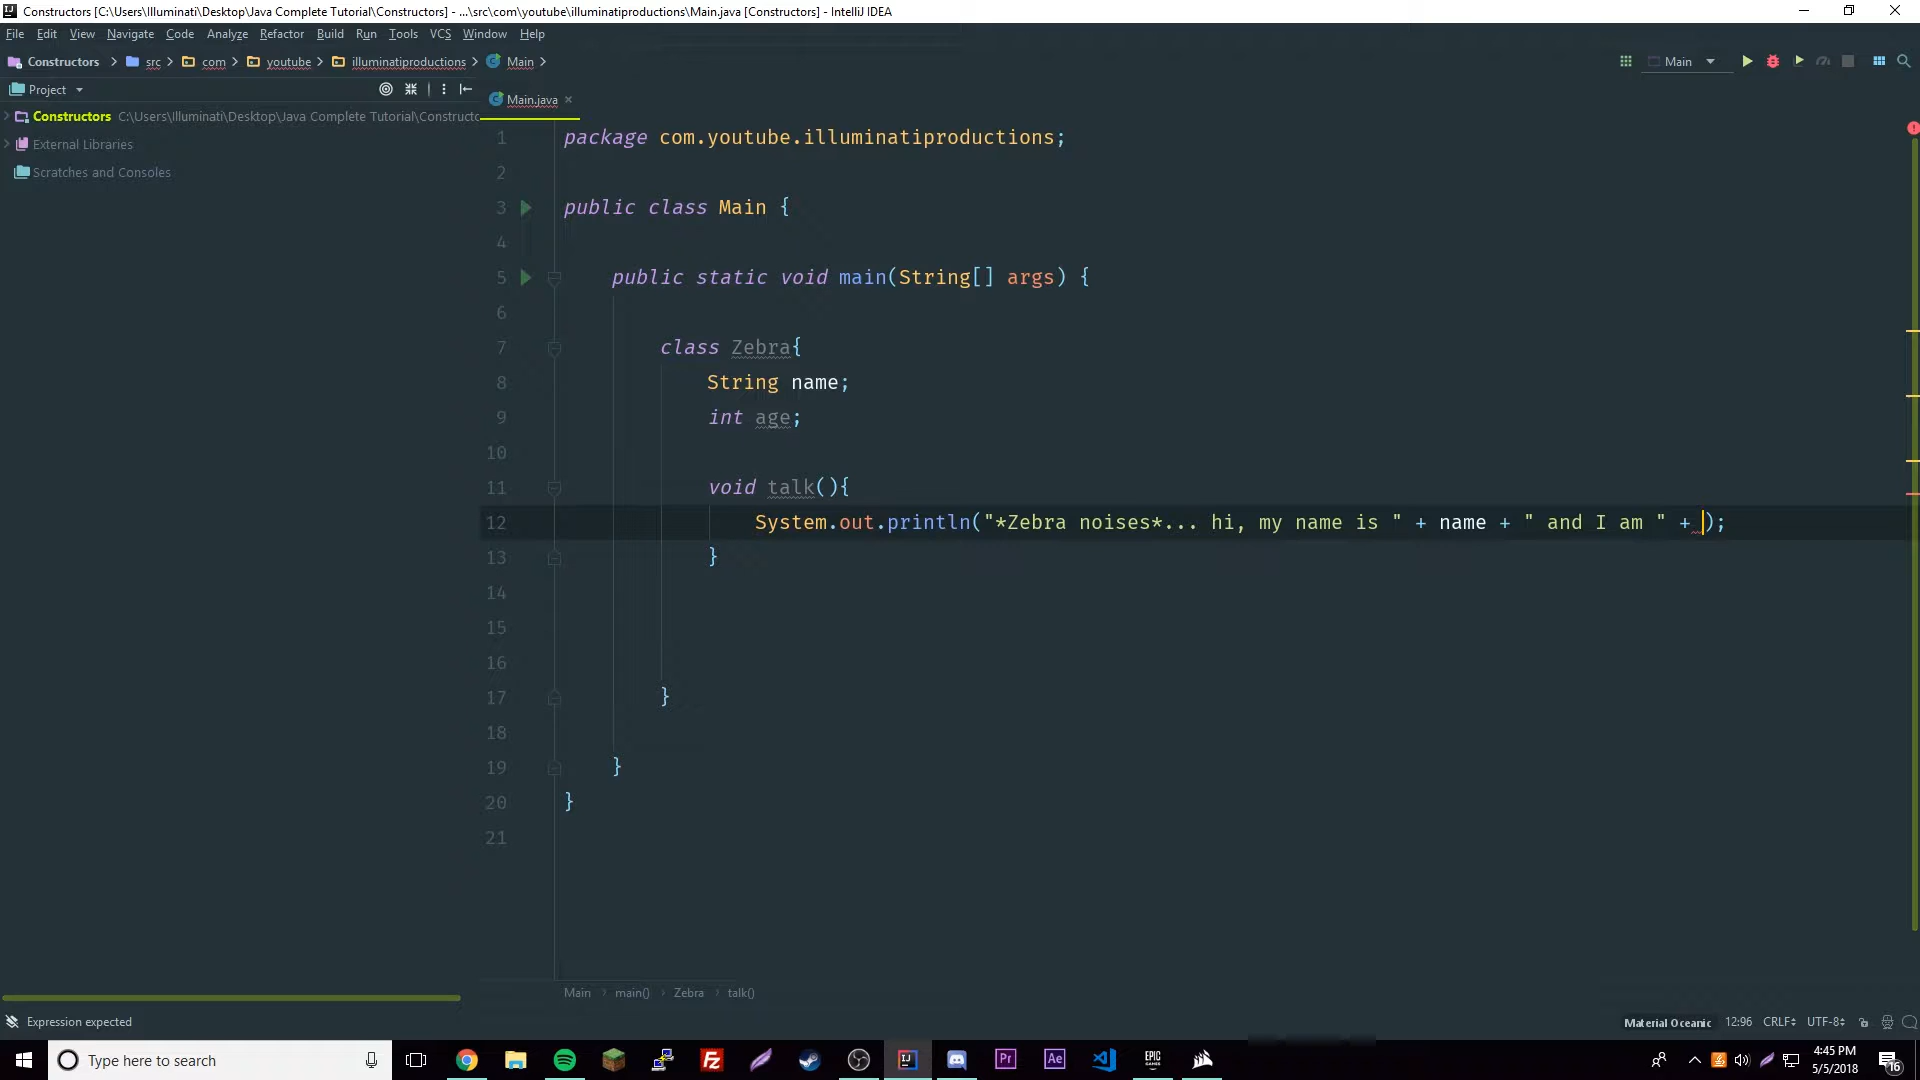 Constructors [C:\Users\Illuminati\Desktop\Java Complete Tutorial\Constructors] - ...\src\com\youtube\illuminatiproductions\Main.java [Constructors] - IntelliJ IDEA
File Edit View Navigate Code Analyze Refactor Build Run Tools VCS Window Help
Constructors src com youtube illuminatiproductions Main Main
Project
Main.java
Constructors C:\Users\Illuminati\Desktop\Java Complete Tutorial\Constructo
External Libraries
Scratches and Consoles
1 package com.youtube.illuminatiproductions;
2
3 public class Main {
4
5 public static void main(String[] args) {
6
7 class Zebra{
8 String name;
9 int age;
10
11 void talk(){
12 System.out.println("*Zebra noises*... hi, my name is " + name + " and I am " + );
13 }
14
15
16
17 }
18
19 }
20 }
21
Main main() Zebra talk()
Expression expected
Material Oceanic 12:96 CRLF UTF-8
Type here to search
Pr
Ae
EPIC GAMES
4:45 PM
5/5/2018
16